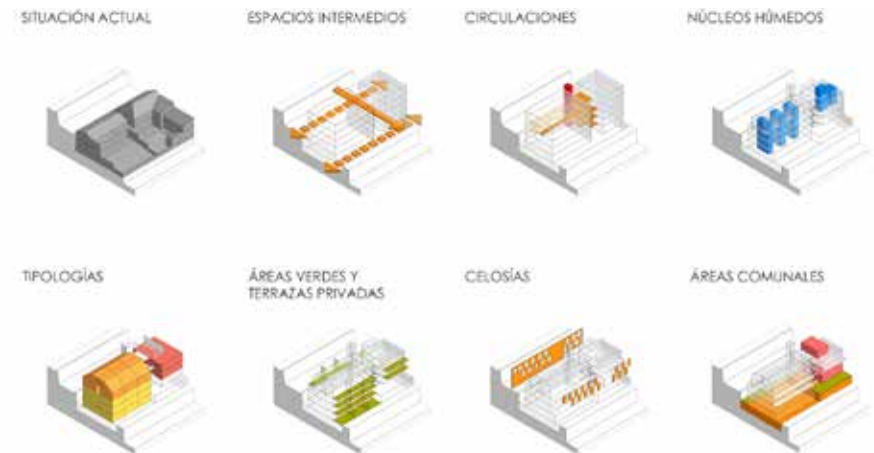 SITUACIÓN ACTUAL
ESPACIOS INTERMEDIOS
CIRCULACIONES
NÚCLEOS HÚMEDOS
TIPOLOGÍAS
ÁREAS VERDES Y
TERRAZAS PRIVADAS
CELOSÍAS
ÁREAS COMUNALES